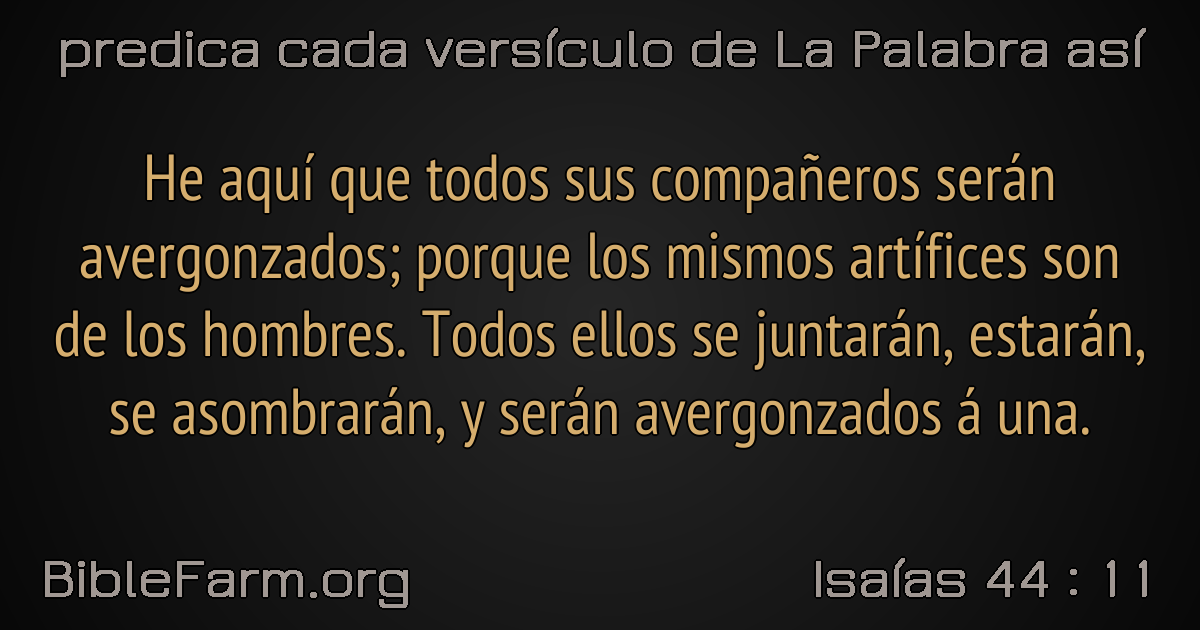 predica cada versículo de La Palabra así
He aquí que todos sus compañeros serán
avergonzados; porque los mismos artífices son
de los hombres. Todos ellos se juntarán, estarán,
se asombrarán, y serán avergonzados á una.
BibleFarm.org
Isaías 44 : 11